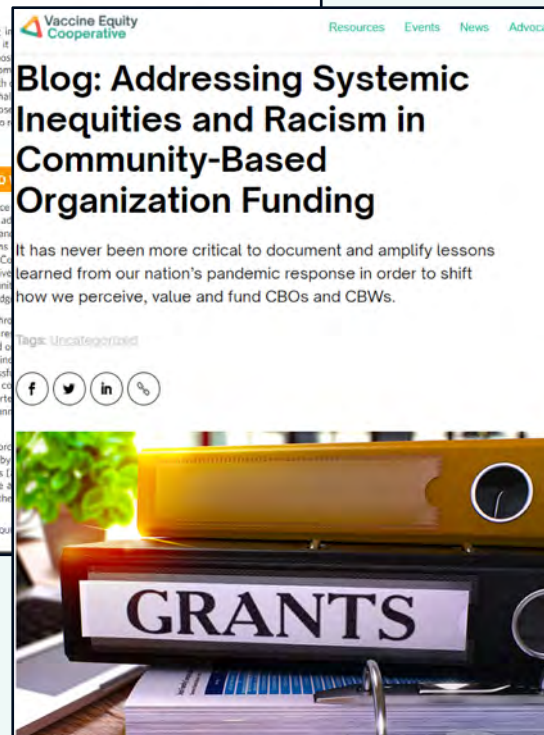 Vaccine Equity
Cooperative
Resources Events News
Blog: Addressing Systemic
Inequities and Racism in
Community-Based
Organization Funding
It has never been more critical to document and amplify lessons
learned from our nation's pandemic response in order to shift
how we perceive, value and fund CBOs and CBWs.
Tags: Uncategorized
GRANTS